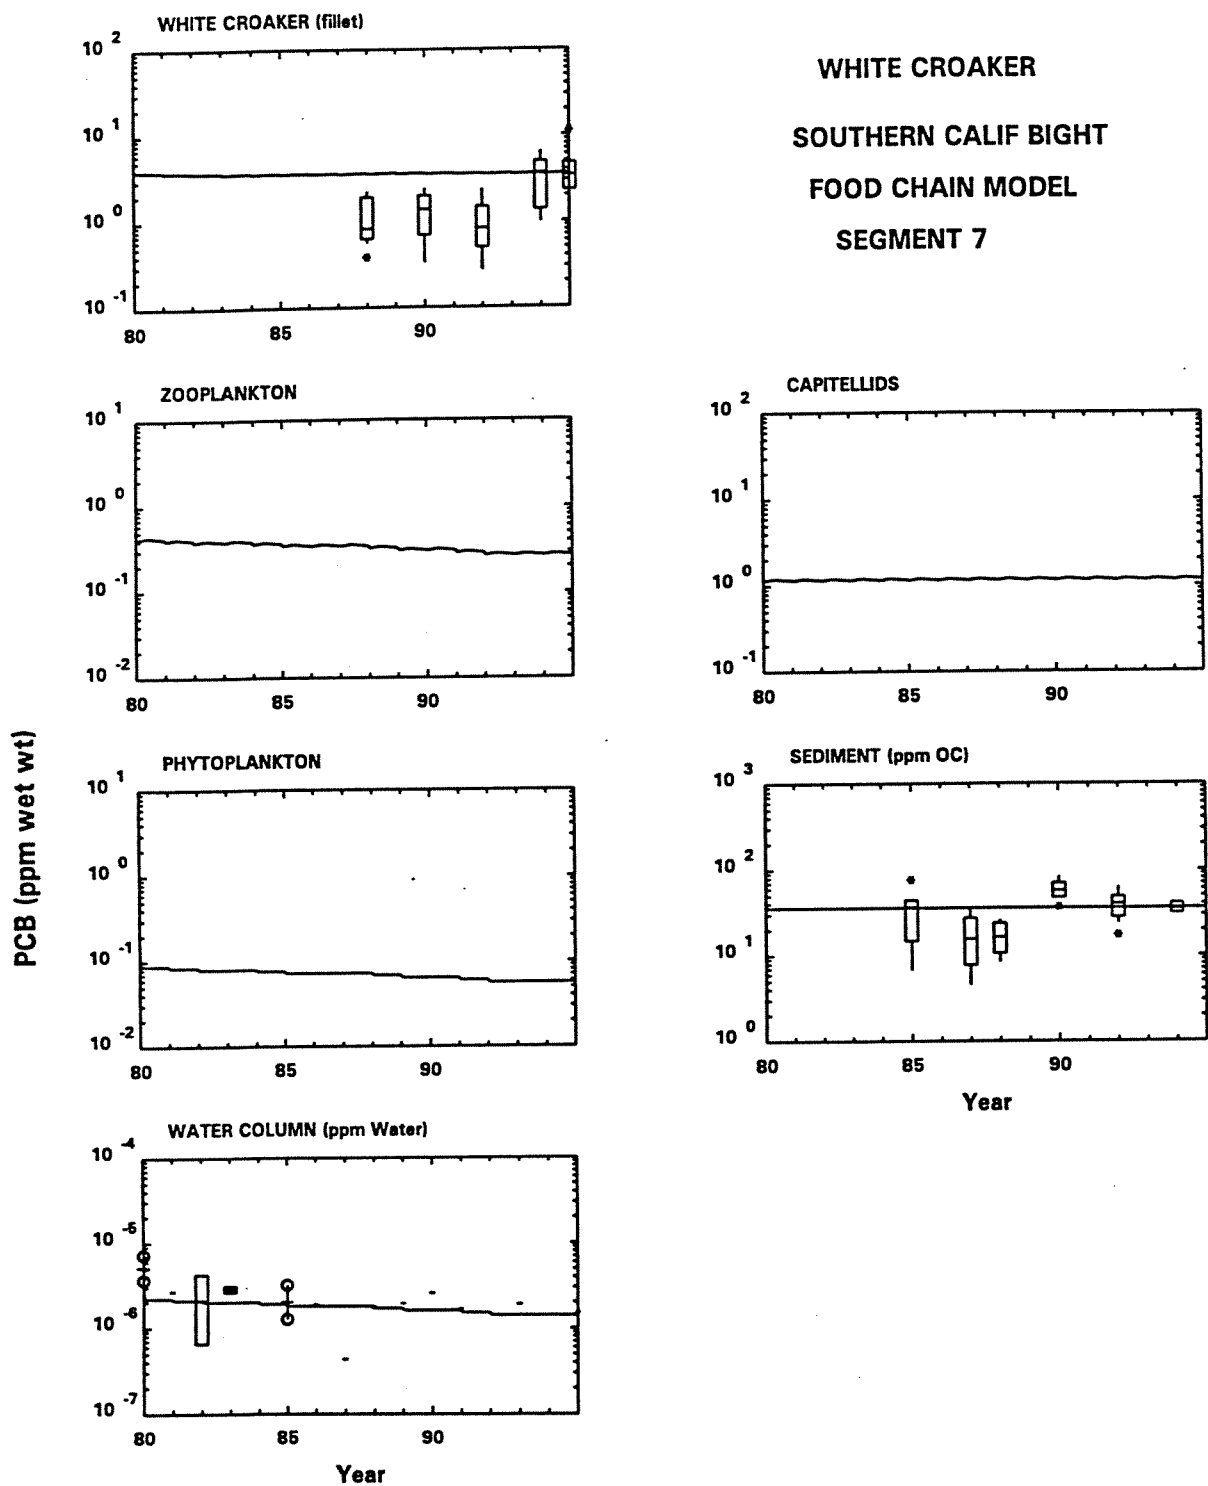 WHITE CROAKER (fillet)
10 2
10 1
10 0
10 -1
80 85 90
WHITE CROAKER
SOUTHERN CALIF BIGHT
FOOD CHAIN MODEL
SEGMENT 7
ZOOPLANKTON
10 1
10 0
10 -1
10 -2
80 85 90
CAPITELLIDS
10 2
10 1
10 0
10 -1
80 85 90
PCB (ppm wet wt)
PHYTOPLANKTON
10 1
10 0
10 -1
10 -2
80 85 90
SEDIMENT (ppm OC)
10 3
10 2
10 1
10 0
80 85 90
Year
WATER COLUMN (ppm Water)
10 -4
10 -5
10 -6
10 -7
80 85 90
Year